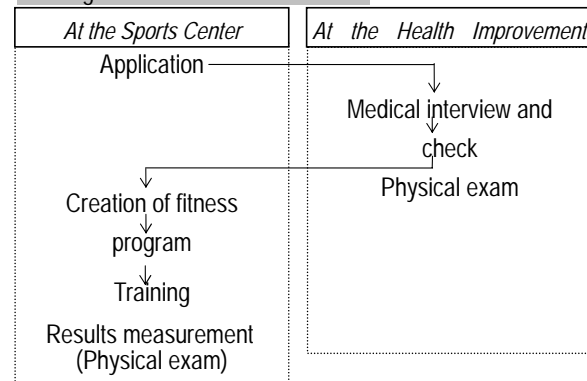 At the Sports Center
At the Health Improvement
Application
Medical interview and
check
Physical exam
Creation of fitness
program
Training
Results measurement
(Physical exam)